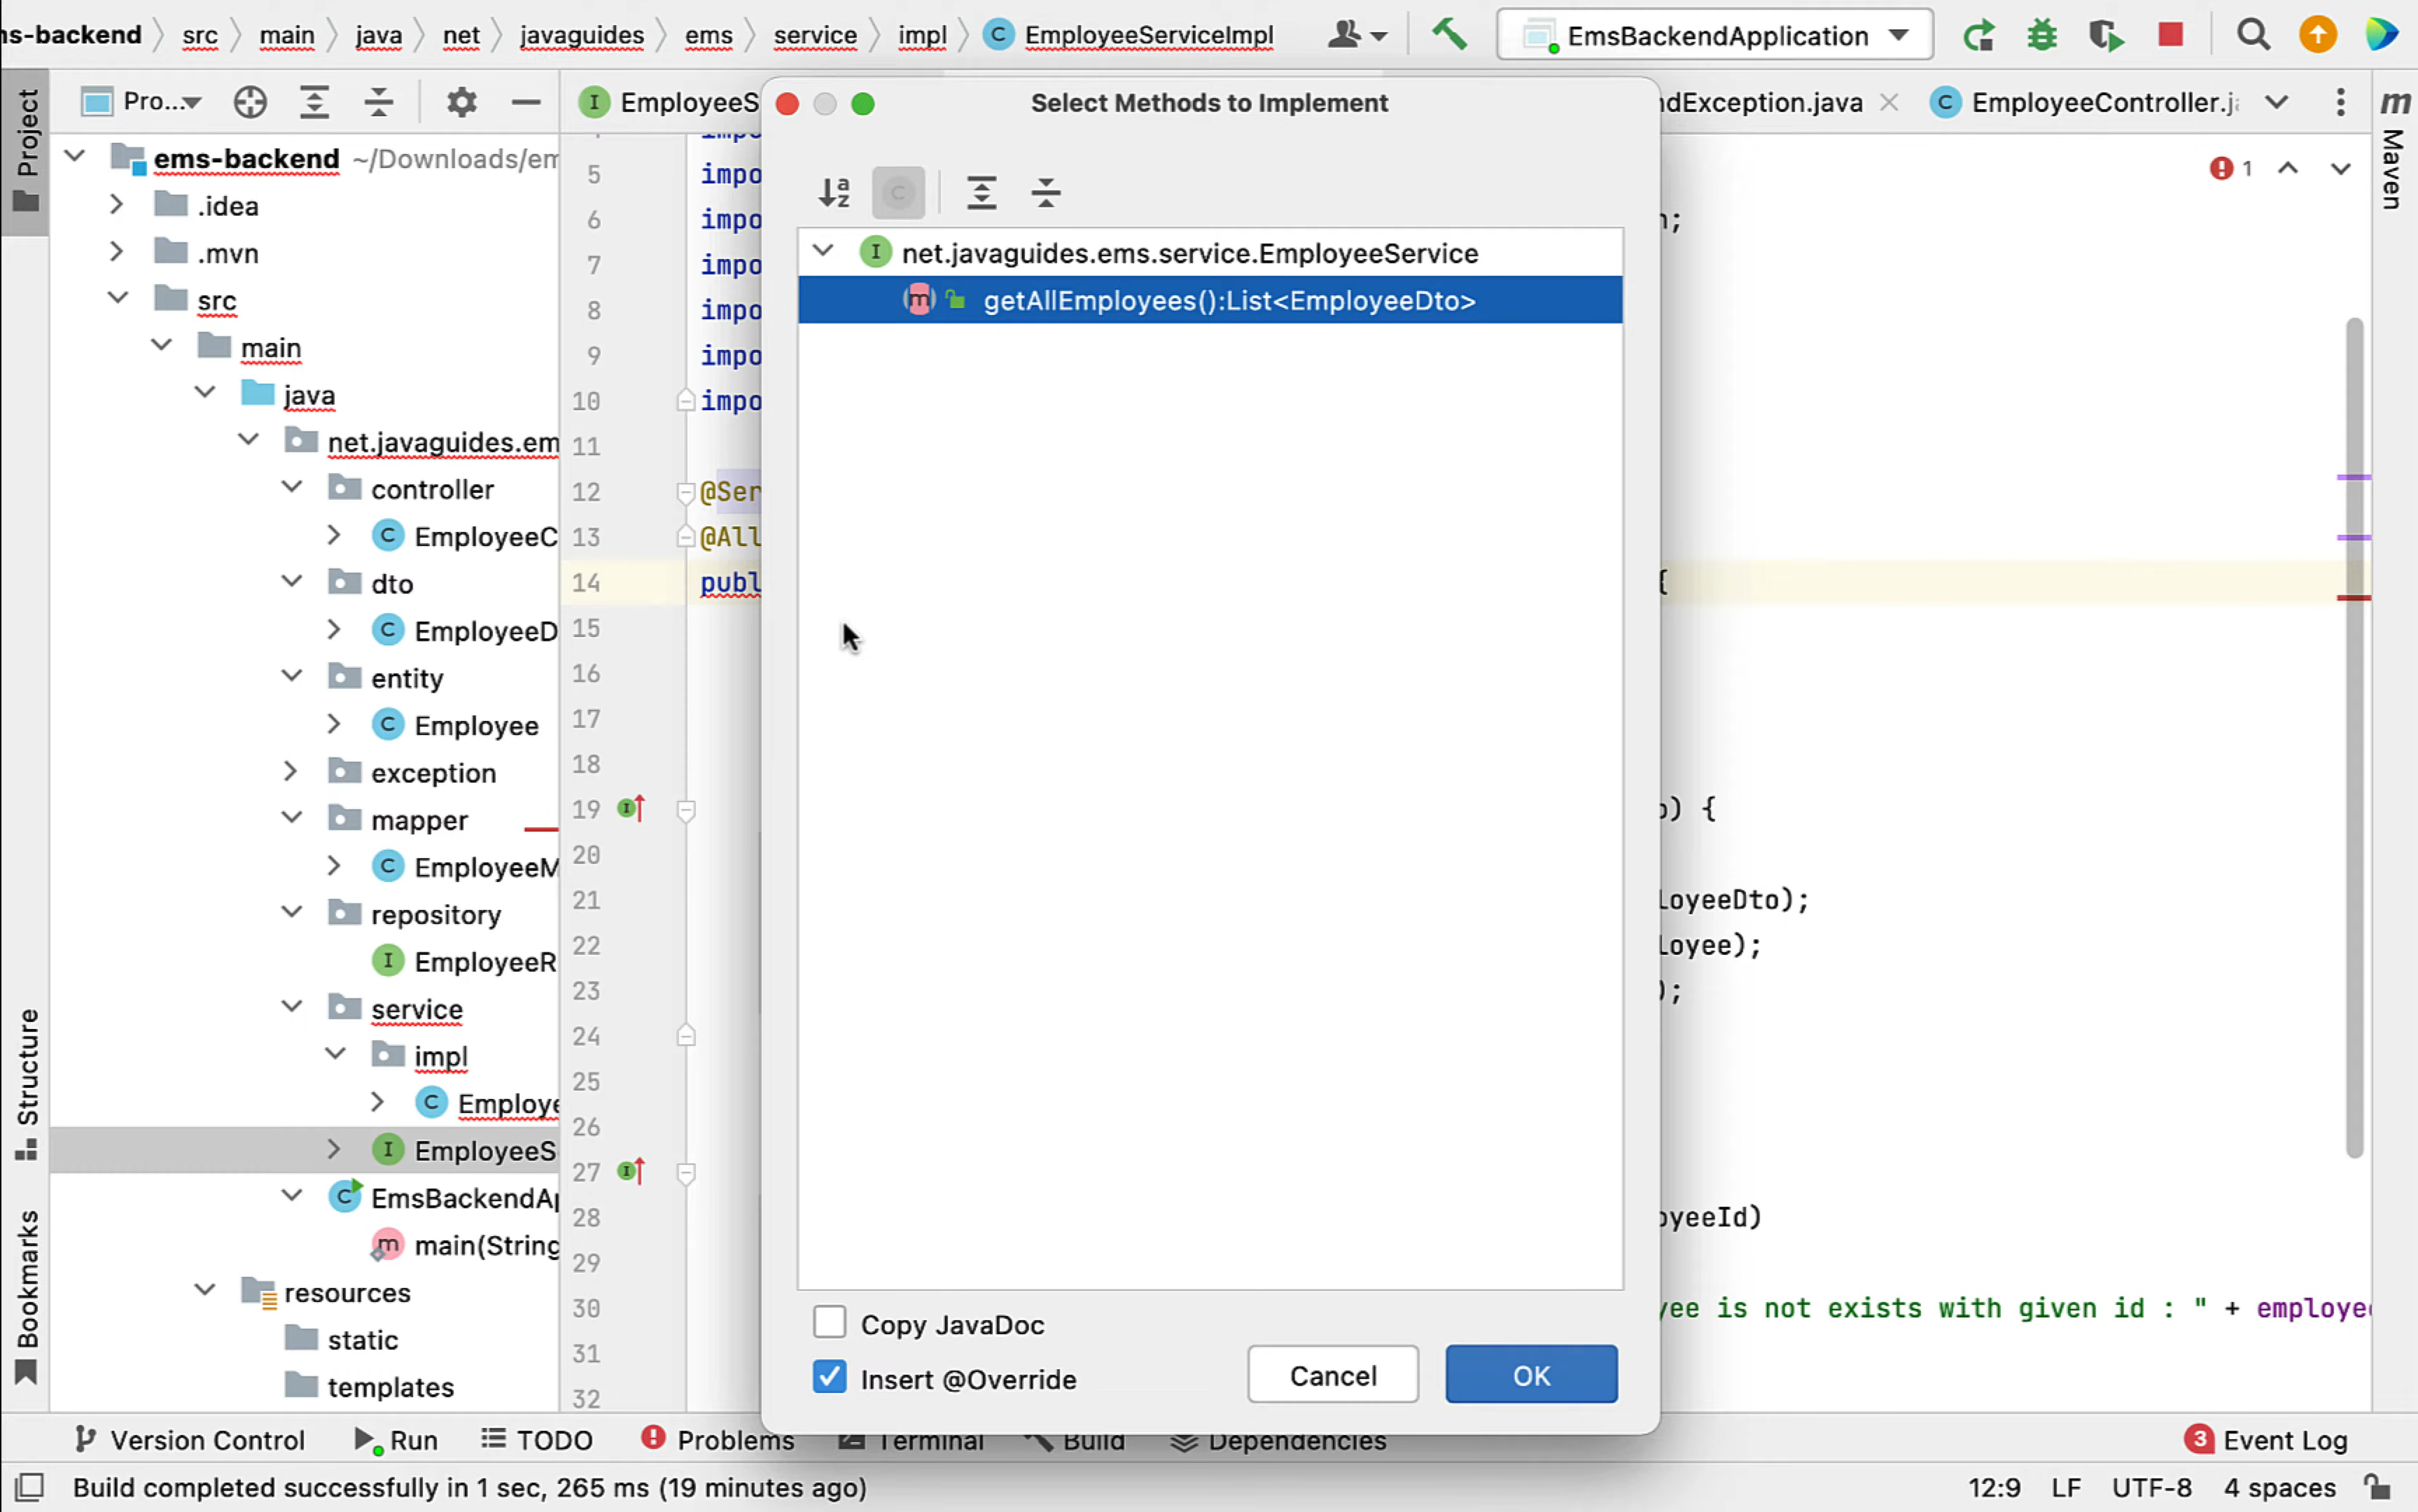 ns-backend > src > main > java > net > javaguides > ems > service > impl > EmployeeServiceImpl
EmsBackendApplication
Project
Pro...
EmployeeS
Select Methods to Implement
ndException.java
EmployeeController.j
Maven
ems-backend ~/Downloads/em
.idea
.mvn
src
main
java
net.javaguides.em
controller
EmployeeC
dto
EmployeeD
entity
Employee
exception
mapper
EmployeeM
repository
EmployeeR
service
impl
Employe
EmployeeS
EmsBackendAp
main(String
resources
static
templates
Structure
Bookmarks
5 impo
6 impo
7 impo
8 impo
9 impo
10 impo
11
12 @Ser
13 @All
14 publ
15
16
17
18
19
20
21
22
23
24
25
26
27
28
29
30
31
32
net.javaguides.ems.service.EmployeeService
getAllEmployees():List<EmployeeDto>
Copy JavaDoc
Insert @Override
Cancel
OK
1
n;
{
o) {
loyeeDto);
loyee);
);
oyeeId)
yee is not exists with given id : " + employee
Version Control Run TODO Problems Terminal Build Dependencies 3 Event Log
Build completed successfully in 1 sec, 265 ms (19 minutes ago) 12:9 LF UTF-8 4 spaces